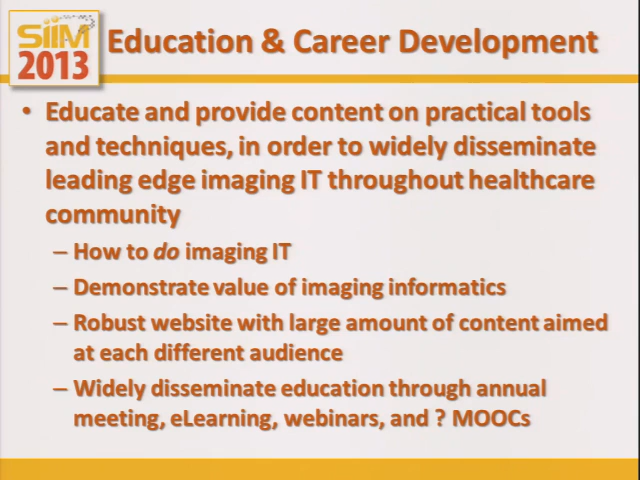 SiiM
2013
Education & Career Development
• Educate and provide content on practical tools
and techniques, in order to widely disseminate
leading edge imaging IT throughout healthcare
community
– How to do imaging IT
– Demonstrate value of imaging informatics
– Robust website with large amount of content aimed
at each different audience
– Widely disseminate education through annual
meeting, eLearning, webinars, and ? MOOCs